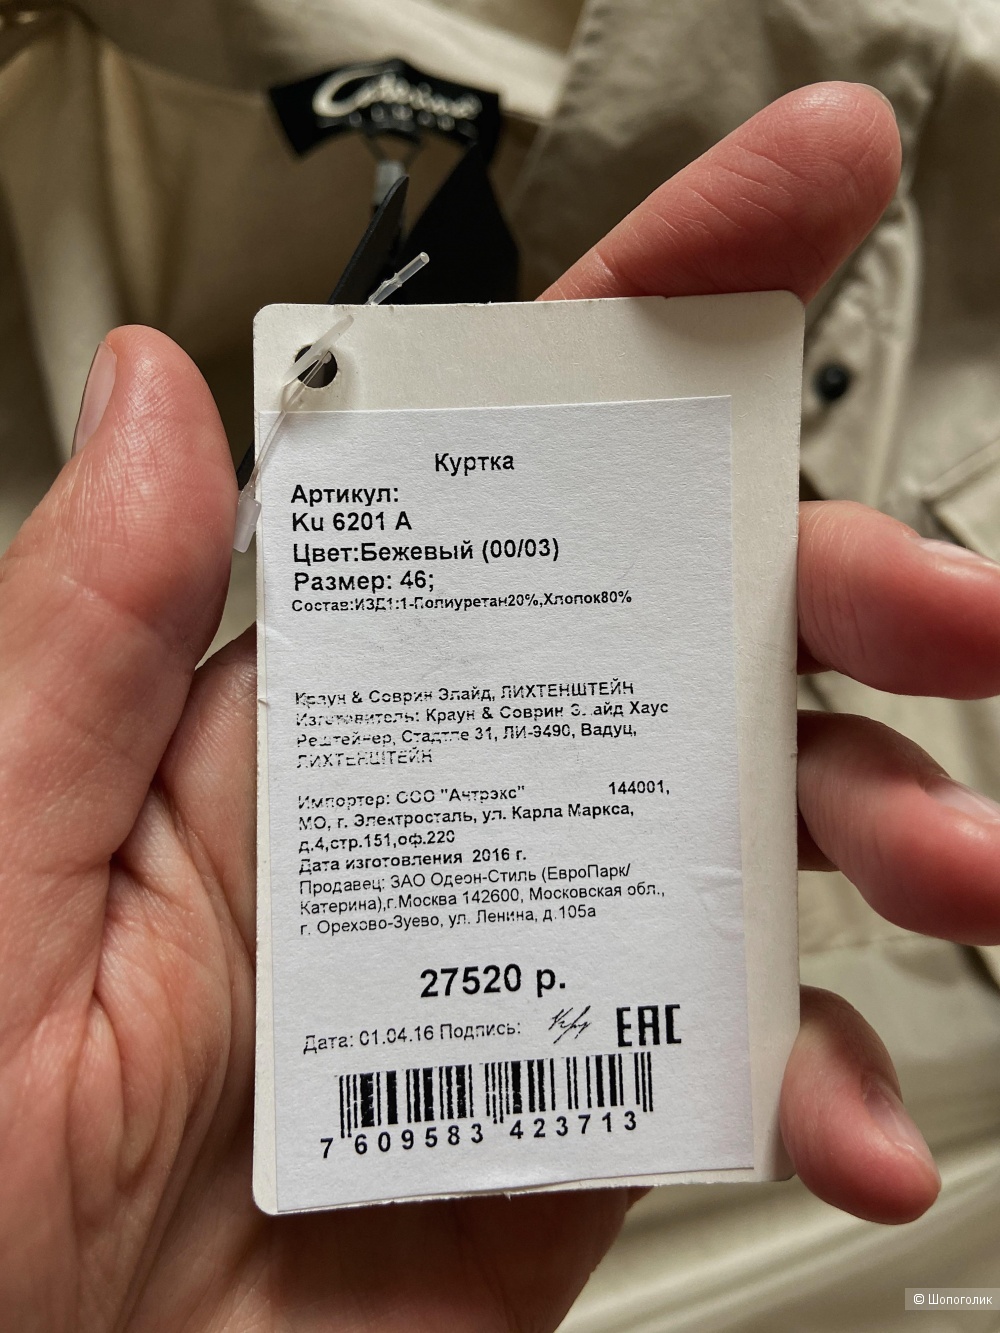 Куртка
Артикул:
Ku 6201 A
Цвет:Бежевый (00/03)
Размер: 46;
Состав:ИЗД1:1-Полиуретан20%,Хлопок80%
Краун & Соврин Элайд, ЛИХТЕНШТЕЙН
Изготовитель: Краун & Соврин Элайд Хаус
Рештейнер, Стадтле 31, ЛИ-9490, Вадуц,
ЛИХТЕНШТЕЙН
Импортер: ООО "Ачтрэкс" 144001,
МО, г. Электросталь, ул. Карла Маркса,
д.4,стр.151,оф.220
Дата изготовления 2016 г.
Продавец: ЗАО Одеон-Стиль (ЕвроПарк/
Катерина),г.Москва 142600, Московская обл.,
г. Орехово-Зуево, ул. Ленина, д.105а
27520 р.
Дата: 01.04.16 Подпись:
EAC
7 609583 423713
© Шопоголик